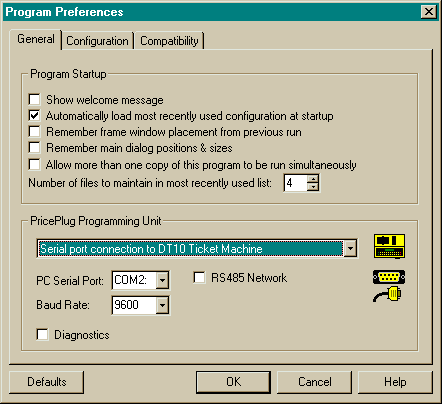 Program Preferences
General Configuration Compatibility
Program Startup
Show welcome message
Automatically load most recently used configuration at startup
Remember frame window placement from previous run
Remember main dialog positions & sizes
Allow more than one copy of this program to be run simultaneously
Number of files to maintain in most recently used list: 4
PricePlug Programming Unit
Serial port connection to DT10 Ticket Machine
PC Serial Port: COM2: RS485 Network
Baud Rate: 9600
Diagnostics
Defaults OK Cancel Help